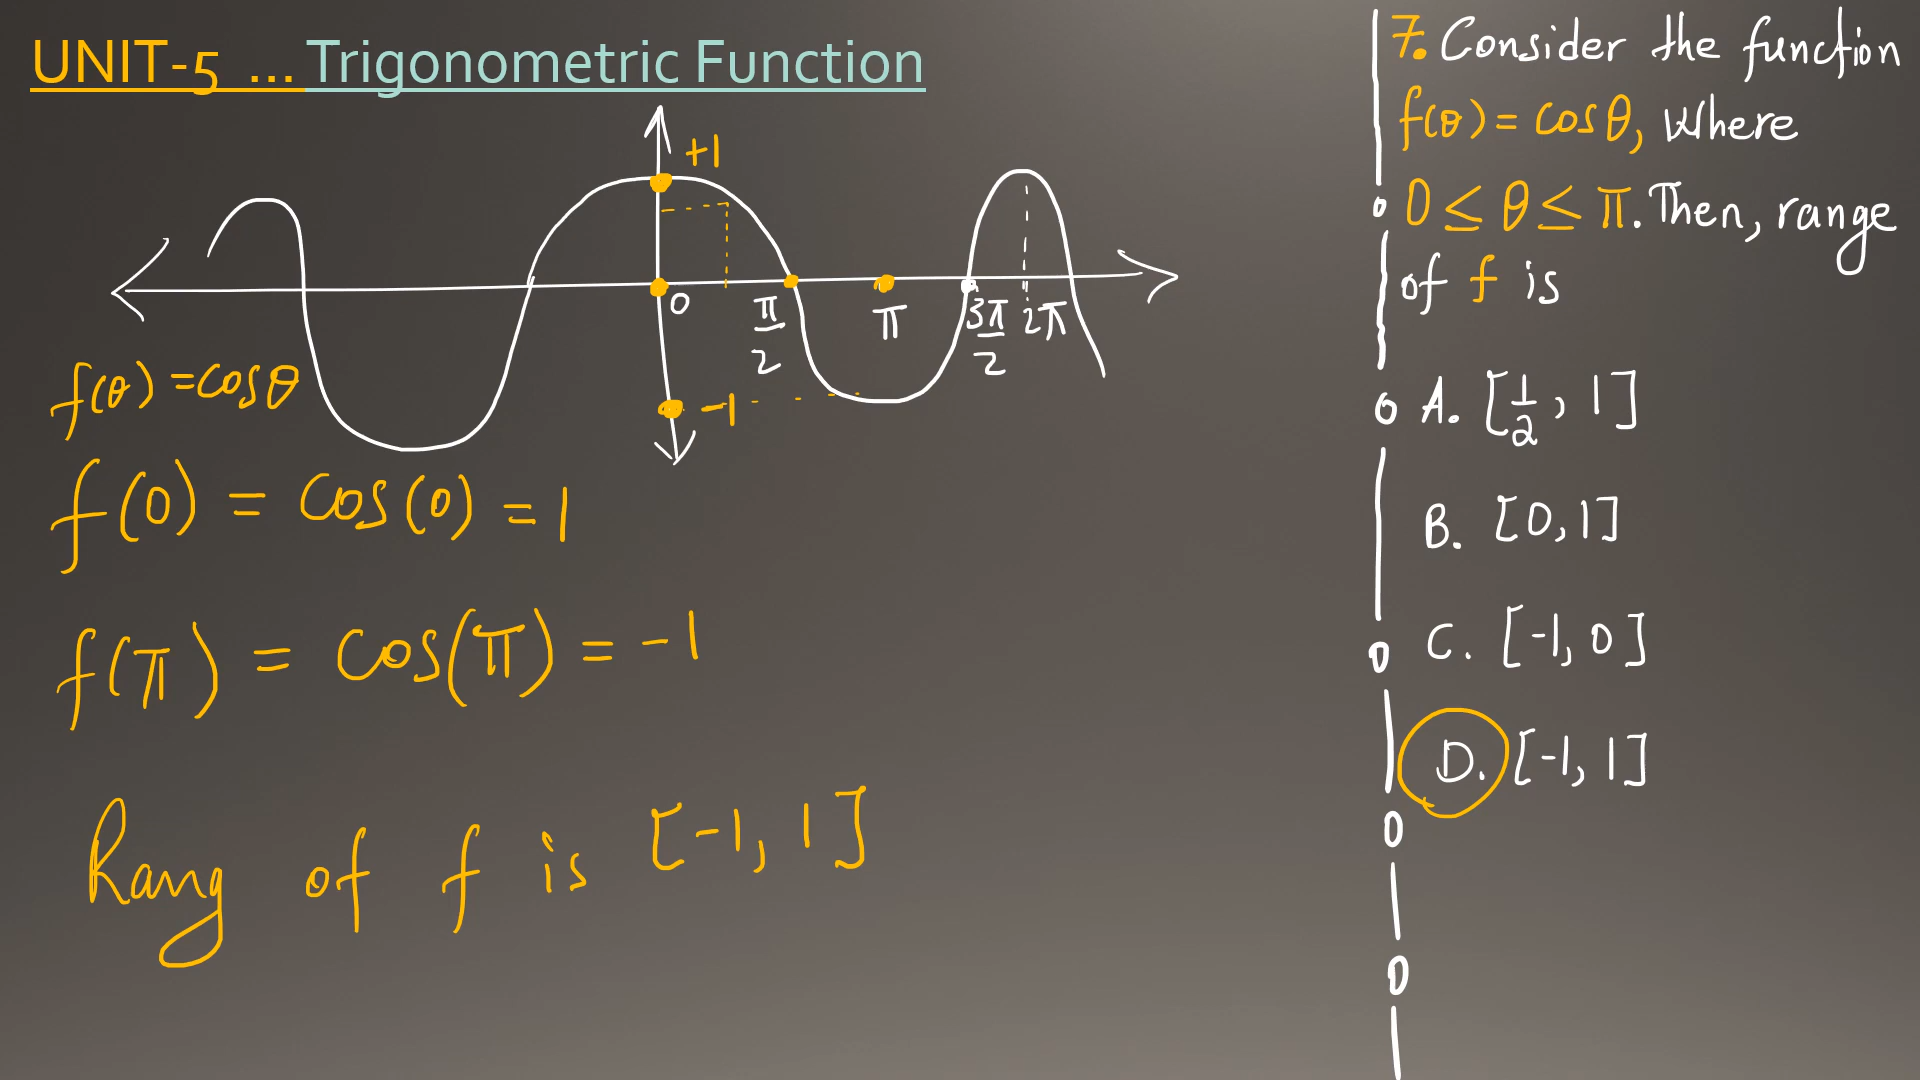 UNIT-5 ... Trigonometric Function
+1
0
π/2
π
3π/2
2π
-1
f(θ) = cosθ
f(0) = cos(0) = 1
f(π) = cos(π) = -1
Rang of f is [-1, 1]
7. Consider the function
f(θ) = cosθ, where
0 ≤ θ ≤ π. Then, range
of f is
A. [1/2, 1]
B. [0, 1]
C. [-1, 0]
D. [-1, 1]